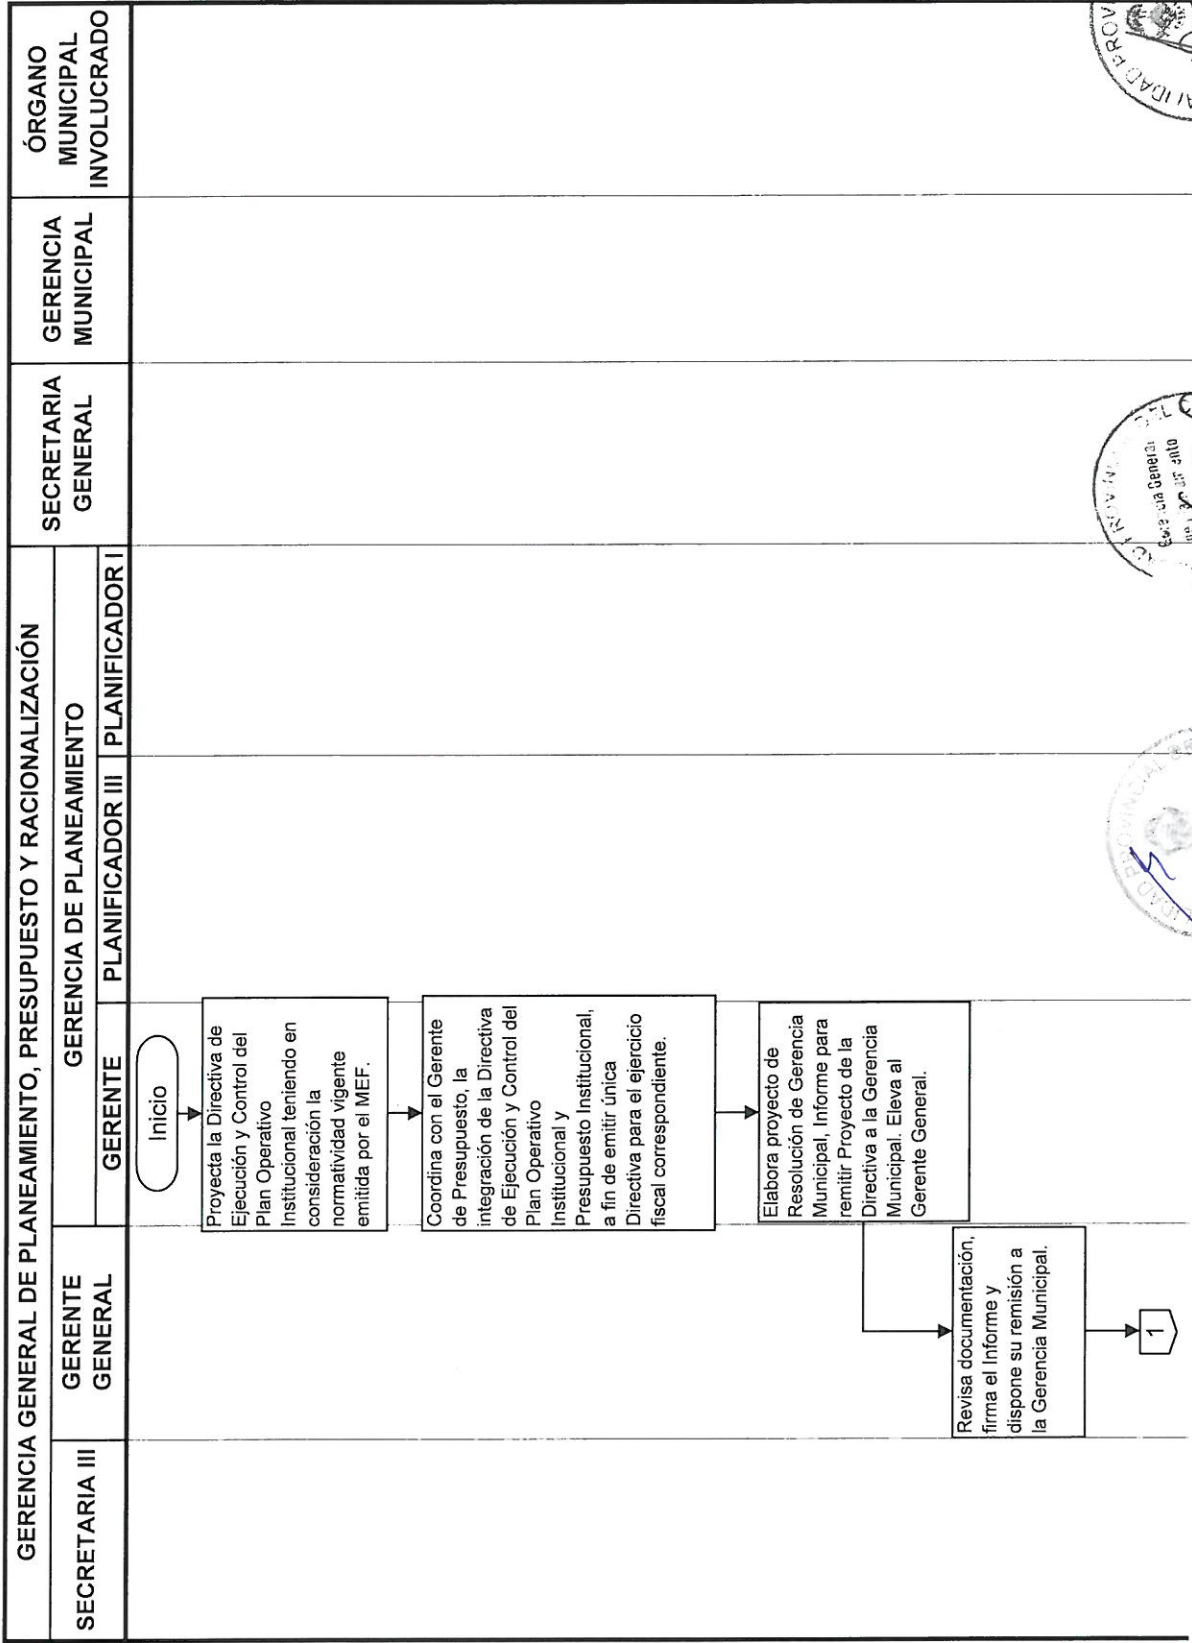 GERENCIA GENERAL DE PLANEAMIENTO, PRESUPUESTO Y RACIONALIZACIÓN
SECRETARIA III
GERENTE
GENERAL
GERENCIA DE PLANEAMIENTO
GERENTE
PLANIFICADOR III
PLANIFICADOR I
SECRETARIA
GENERAL
GERENCIA
MUNICIPAL
ÓRGANO
MUNICIPAL
INVOLUCRADO
Inicio
Proyecta la Directiva de
Ejecución y Control del
Plan Operativo
Institucional teniendo en
consideración la
normatividad vigente
emitida por el MEF.
Coordina con el Gerente
de Presupuesto, la
integración de la Directiva
de Ejecución y Control del
Plan Operativo
Institucional y
Presupuesto Institucional,
a fin de emitir única
Directiva para el ejercicio
fiscal correspondiente.
Elabora proyecto de
Resolución de Gerencia
Municipal, Informe para
remitir Proyecto de la
Directiva a la Gerencia
Municipal. Eleva al
Gerente General.
Revisa documentación,
firma el Informe y
dispone su remisión a
la Gerencia Municipal.
1
PROVINCIAL
General